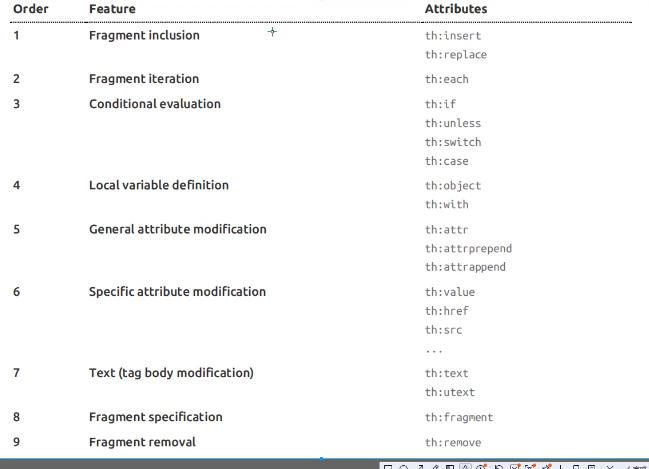 Order Feature Attributes
1 Fragment inclusion th:insert
th:replace
2 Fragment iteration th:each
3 Conditional evaluation th:if
th:unless
th:switch
th:case
4 Local variable definition th:object
th:with
5 General attribute modification th:attr
th:attrprepend
th:attrappend
6 Specific attribute modification th:value
th:href
th:src
...
7 Text (tag body modification) th:text
th:utext
8 Fragment specification th:fragment
9 Fragment removal th:remove